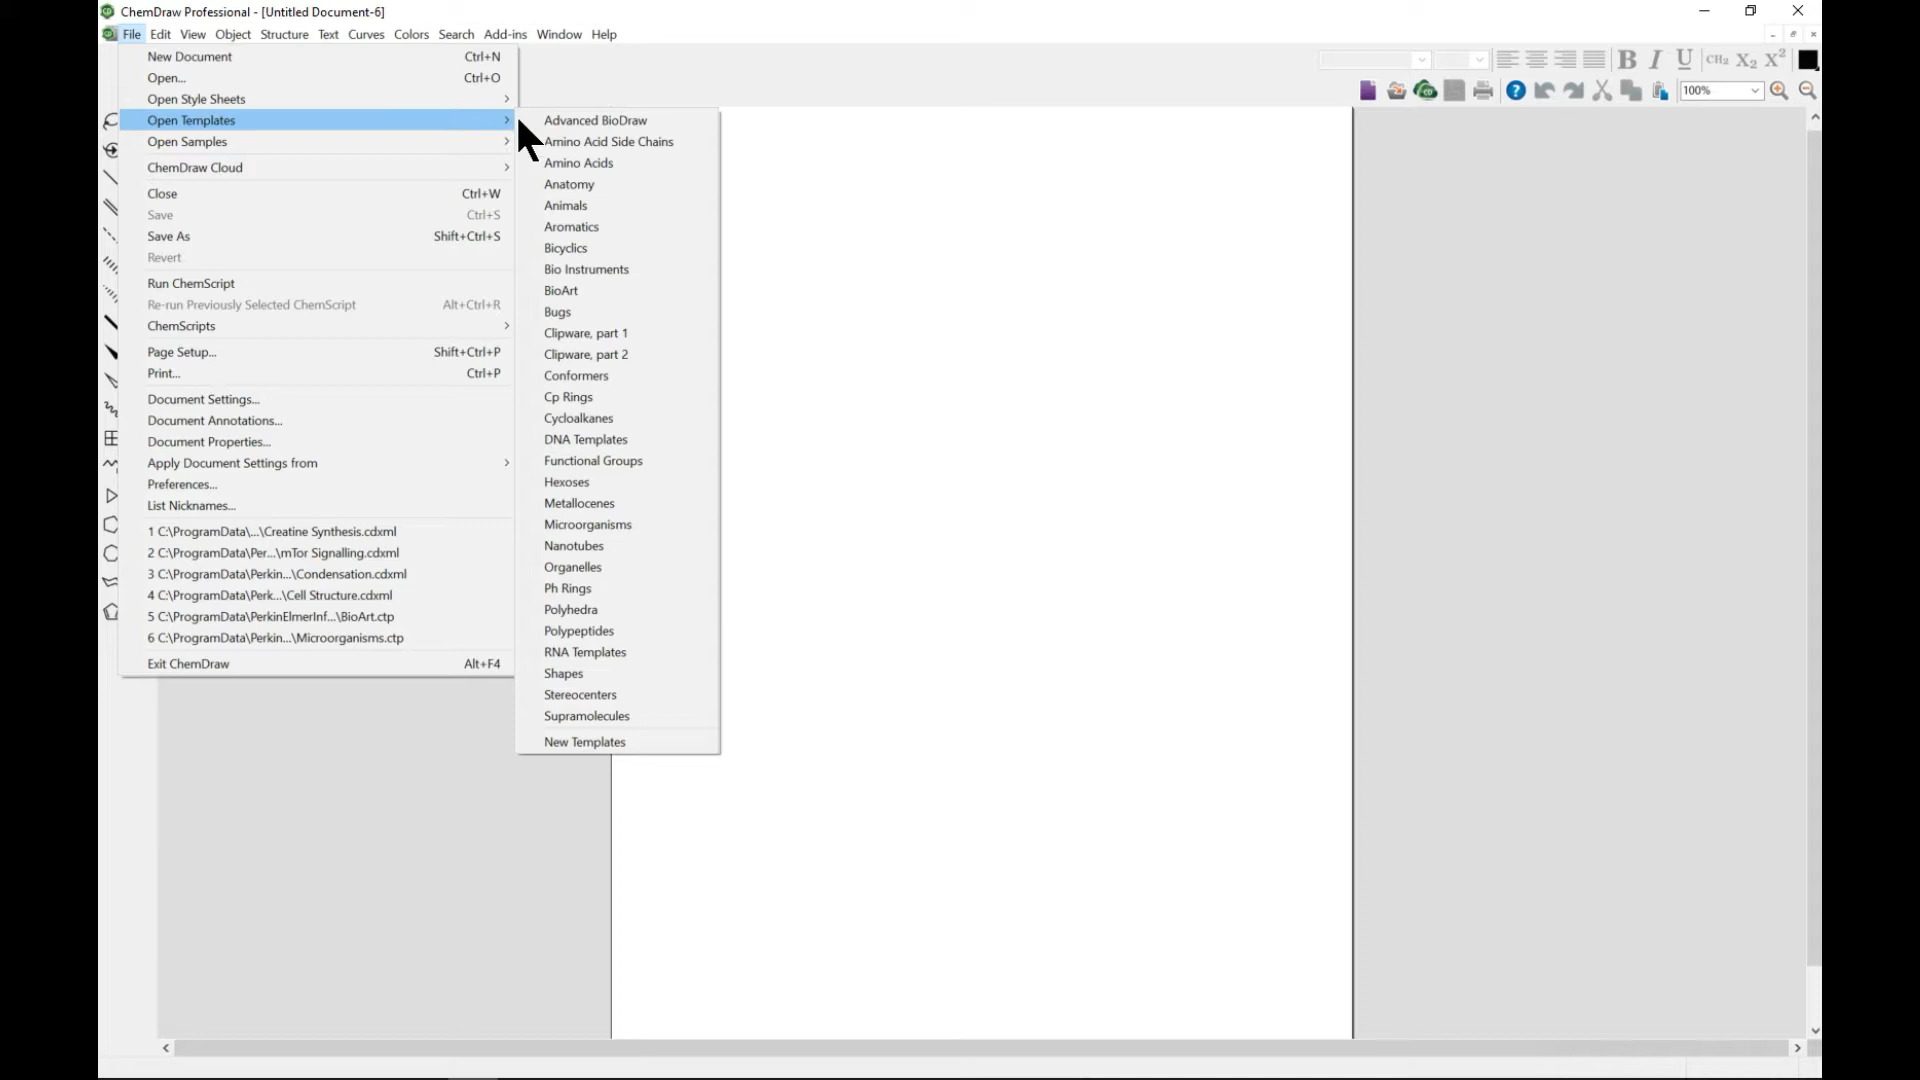 ChemDraw Professional - [Untitled Document-6]
File Edit View Object Structure Text Curves Colors Search Add-ins Window Help
New Document Ctrl+N
Open... Ctrl+O
Open Style Sheets
Open Templates
Open Samples
ChemDraw Cloud
Close Ctrl+W
Save Ctrl+S
Save As Shift+Ctrl+S
Revert
Run ChemScript
Re-run Previously Selected ChemScript Alt+Ctrl+R
ChemScripts
Page Setup... Shift+Ctrl+P
Print... Ctrl+P
Document Settings...
Document Annotations...
Document Properties...
Apply Document Settings from
Preferences...
List Nicknames...
1 C:\ProgramData\...\Creatine Synthesis.cdxml
2 C:\ProgramData\Per...\mTor Signalling.cdxml
3 C:\ProgramData\Perkin...\Condensation.cdxml
4 C:\ProgramData\Perk...\Cell Structure.cdxml
5 C:\ProgramData\PerkinElmerInf...\BioArt.ctp
6 C:\ProgramData\Perkin...\Microorganisms.ctp
Exit ChemDraw Alt+F4
Advanced BioDraw
Amino Acid Side Chains
Amino Acids
Anatomy
Animals
Aromatics
Bicyclics
Bio Instruments
BioArt
Bugs
Clipware, part 1
Clipware, part 2
Conformers
Cp Rings
Cycloalkanes
DNA Templates
Functional Groups
Hexoses
Metallocenes
Microorganisms
Nanotubes
Organelles
Ph Rings
Polyhedra
Polypeptides
RNA Templates
Shapes
Stereocenters
Supramolecules
New Templates
B I U CH₂ X₂ X²
100%